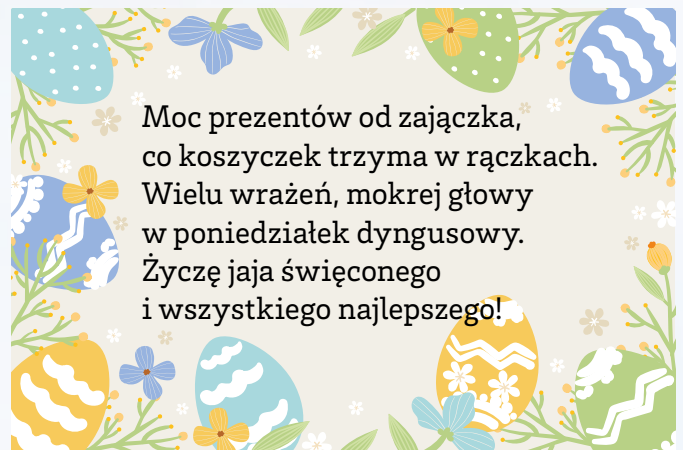 Moc prezentów od zajączka,
co koszyczek trzyma w rączkach.
Wielu wrażeń, mokrej głowy
w poniedziałek dyngusowy.
Życzę jaja święconego
i wszystkiego najlepszego!